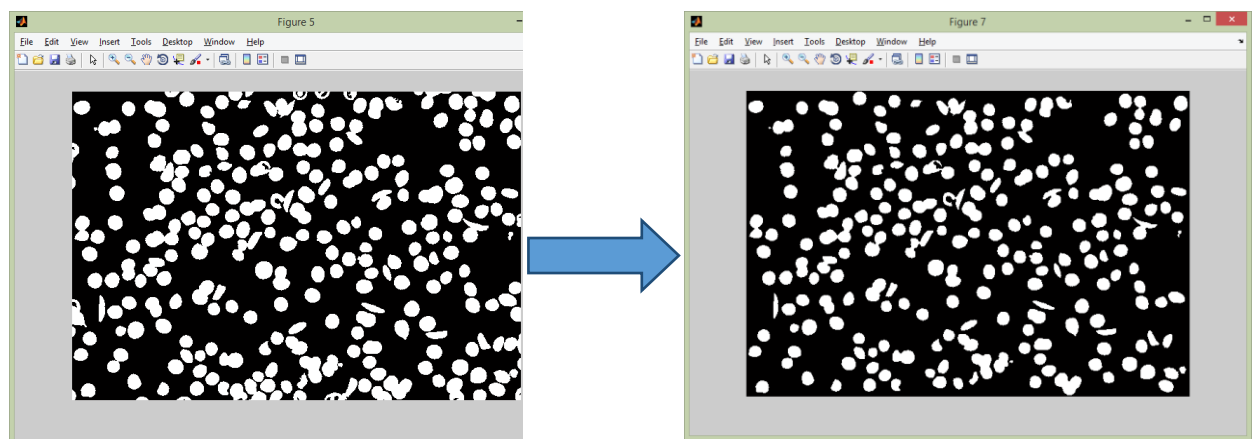 Figure 5
File Edit View Insert Tools Desktop Window Help
Figure 7
File Edit View Insert Tools Desktop Window Help